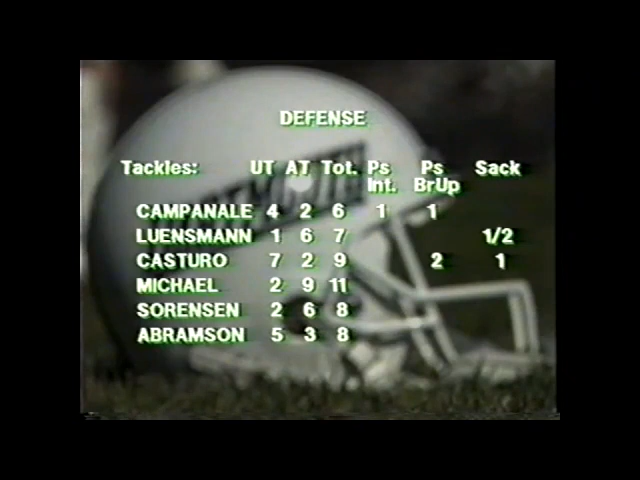 DEFENSE
Tackles: UT AT Tot. Ps Int. Ps BrUp Sack
CAMPANALE 4 2 6 1 1
LUENSMANN 1 6 7 1/2
CASTURO 7 2 9 2 1
MICHAEL 2 9 11
SORENSEN 2 6 8
ABRAMSON 5 3 8